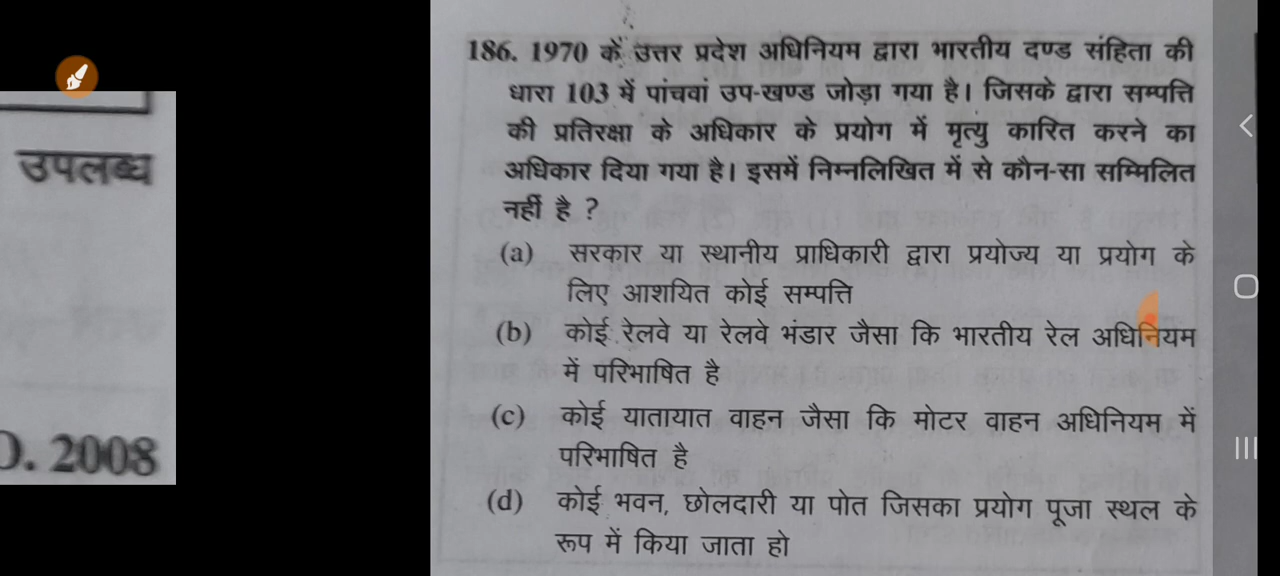 उपलब्ध
O. 2008
186. 1970 के उत्तर प्रदेश अधिनियम द्वारा भारतीय दण्ड संहिता की
धारा 103 में पांचवां उप-खण्ड जोड़ा गया है। जिसके द्वारा सम्पत्ति
की प्रतिरक्षा के अधिकार के प्रयोग में मृत्यु कारित करने का
अधिकार दिया गया है। इसमें निम्नलिखित में से कौन-सा सम्मिलित
नहीं है ?
(a) सरकार या स्थानीय प्राधिकारी द्वारा प्रयोज्य या प्रयोग के
लिए आशयित कोई सम्पत्ति
(b) कोई रेलवे या रेलवे भंडार जैसा कि भारतीय रेल अधिनियम
में परिभाषित है
(c) कोई यातायात वाहन जैसा कि मोटर वाहन अधिनियम में
परिभाषित है
(d) कोई भवन, छोलदारी या पोत जिसका प्रयोग पूजा स्थल के
रूप में किया जाता हो